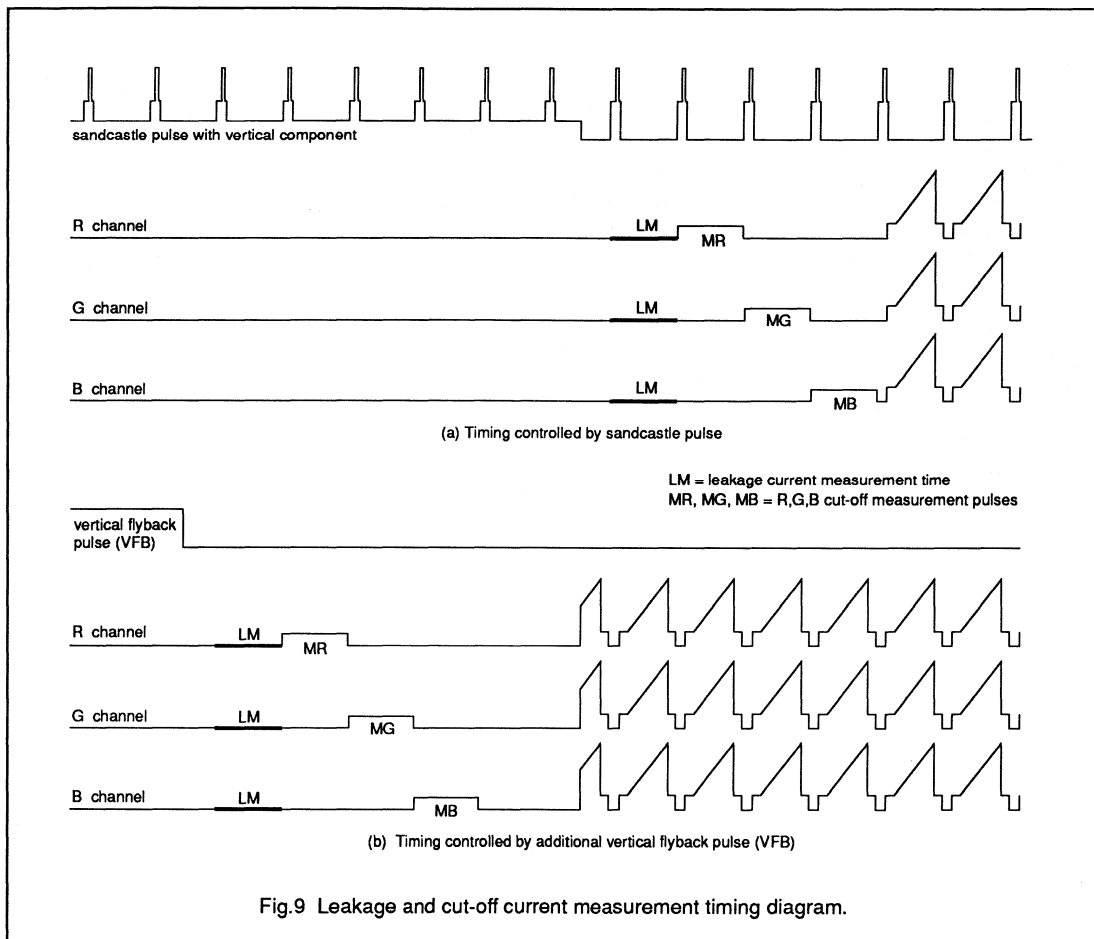 sandcastle pulse with vertical component
R channel
LM
MR
G channel
LM
MG
B channel
LM
MB
(a) Timing controlled by sandcastle pulse
LM = leakage current measurement time
MR, MG, MB = R,G,B cut-off measurement pulses
vertical flyback
pulse (VFB)
R channel
LM
MR
G channel
LM
MG
B channel
LM
MB
(b) Timing controlled by additional vertical flyback pulse (VFB)
Fig.9 Leakage and cut-off current measurement timing diagram.